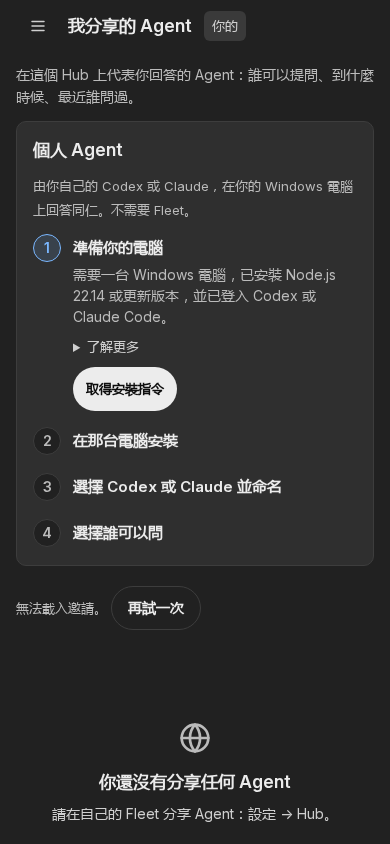 我分享的 Agent 你的
在這個 Hub 上代表你回答的 Agent：誰可以提問、到什麼
時候、最近誰問過。
個人 Agent
由你自己的 Codex 或 Claude，在你的 Windows 電腦
上回答同仁。不需要 Fleet。
1 準備你的電腦
需要一台 Windows 電腦，已安裝 Node.js
22.14 或更新版本，並已登入 Codex 或
Claude Code。
▶ 了解更多
取得安裝指令
2 在那台電腦安裝
3 選擇 Codex 或 Claude 並命名
4 選擇誰可以問
無法載入邀請。 再試一次
你還沒有分享任何 Agent
請在自己的 Fleet 分享 Agent：設定 → Hub。